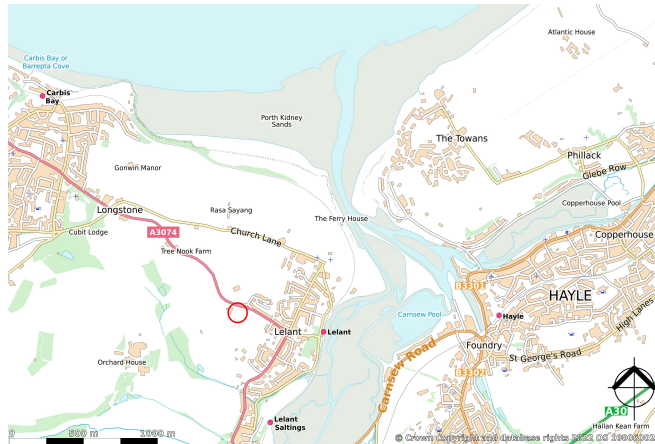 Atlantic House
Carbis Bay or
Barrepta Cove
Carbis
Bay
Porth Kidney
Sands
The Towans
Phillack
Gonwin Manor
Glebe Row
Copperhouse Pool
Longstone
Rasa Sayang
The Ferry House
Cubit Lodge
A3074
Church Lane
Copperhouse
Tree Nook Farm
B3301
HAYLE
Carnsew Pool
Hayle
High Lanes
Lelant
Lelant
Foundry
Carnsew Road
St George's Road
Orchard House
B3302
A30
Lelant
Saltings
Hallan Kean Farm
0 500 m 1000 m
© Crown Copyright and database rights 2022 OS